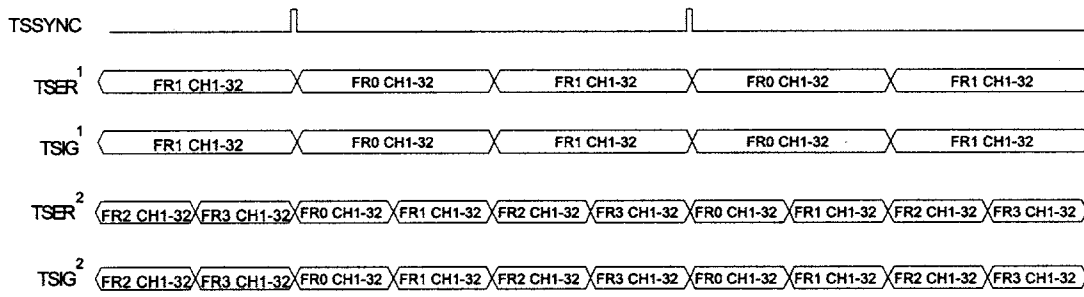 TSSYNC
TSER1 FR1 CH1-32 FR0 CH1-32 FR1 CH1-32 FR0 CH1-32 FR1 CH1-32
TSIG1 FR1 CH1-32 FR0 CH1-32 FR1 CH1-32 FR0 CH1-32 FR1 CH1-32
TSER2 FR2 CH1-32 FR3 CH1-32 FR0 CH1-32 FR1 CH1-32 FR2 CH1-32 FR3 CH1-32 FR0 CH1-32 FR1 CH1-32 FR2 CH1-32 FR3 CH1-32
TSIG2 FR2 CH1-32 FR3 CH1-32 FR0 CH1-32 FR1 CH1-32 FR2 CH1-32 FR3 CH1-32 FR0 CH1-32 FR1 CH1-32 FR2 CH1-32 FR3 CH1-32